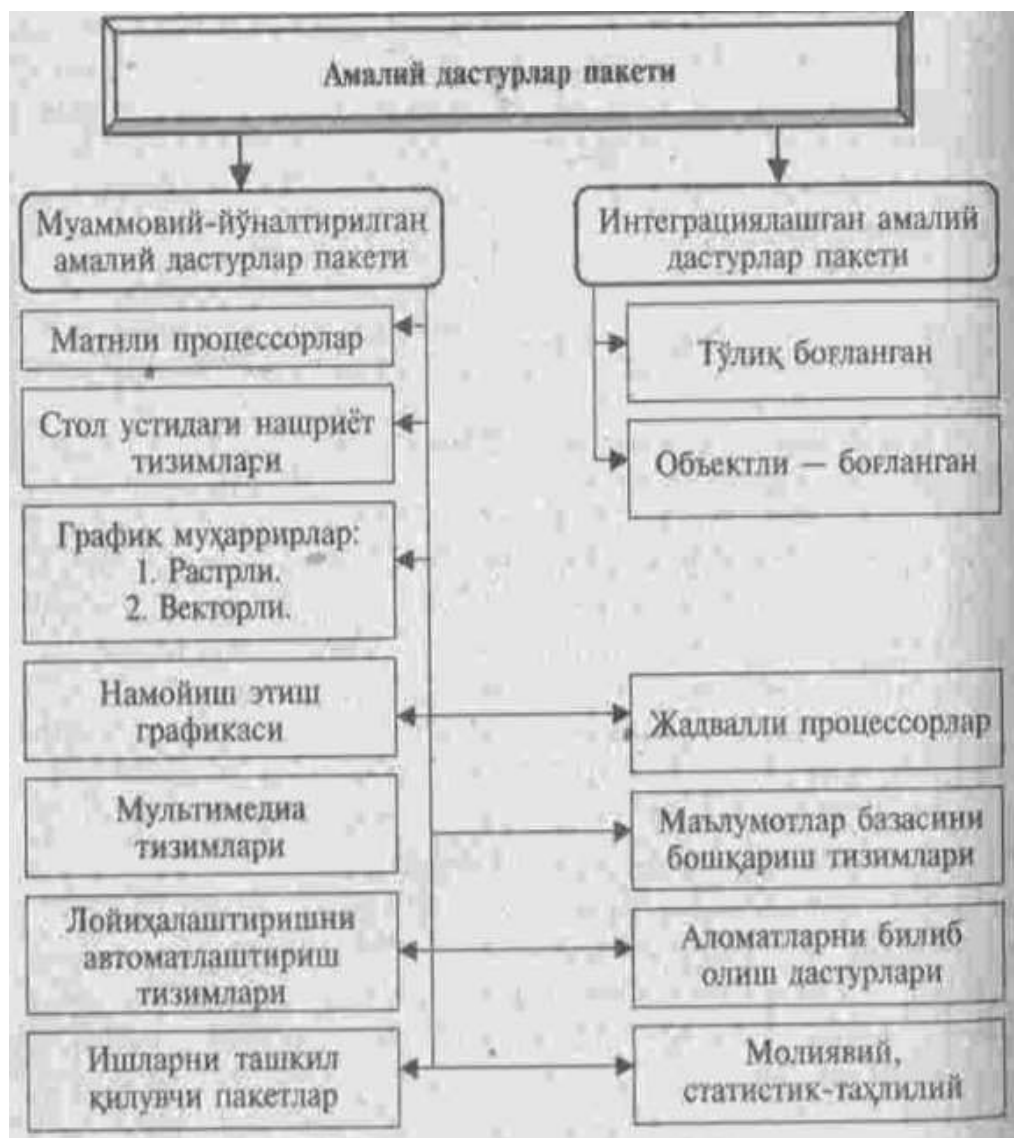 Амалий дастурлар пакети
Муаммовий-йўналтирилган
амалий дастурлар пакети
Интеграциялашган амалий
дастурлар пакети
Матнли процессорлар
Тўлиқ боғланган
Стол устидаги нашриёт
тизимлари
Объектли — боғланган
График муҳаррирлар:
1. Растрли.
2. Векторли.
Намойиш этиш
графикаси
Жадвалли процессорлар
Мультимедиа
тизимлари
Маълумотлар базасини
бошқариш тизимлари
Лойиҳалаштиришни
автоматлаштириш
тизимлари
Аломатларни билиб
олиш дастурлари
Ишларни ташкил
қилувчи пакетлар
Молиявий,
статистик-таҳлилий